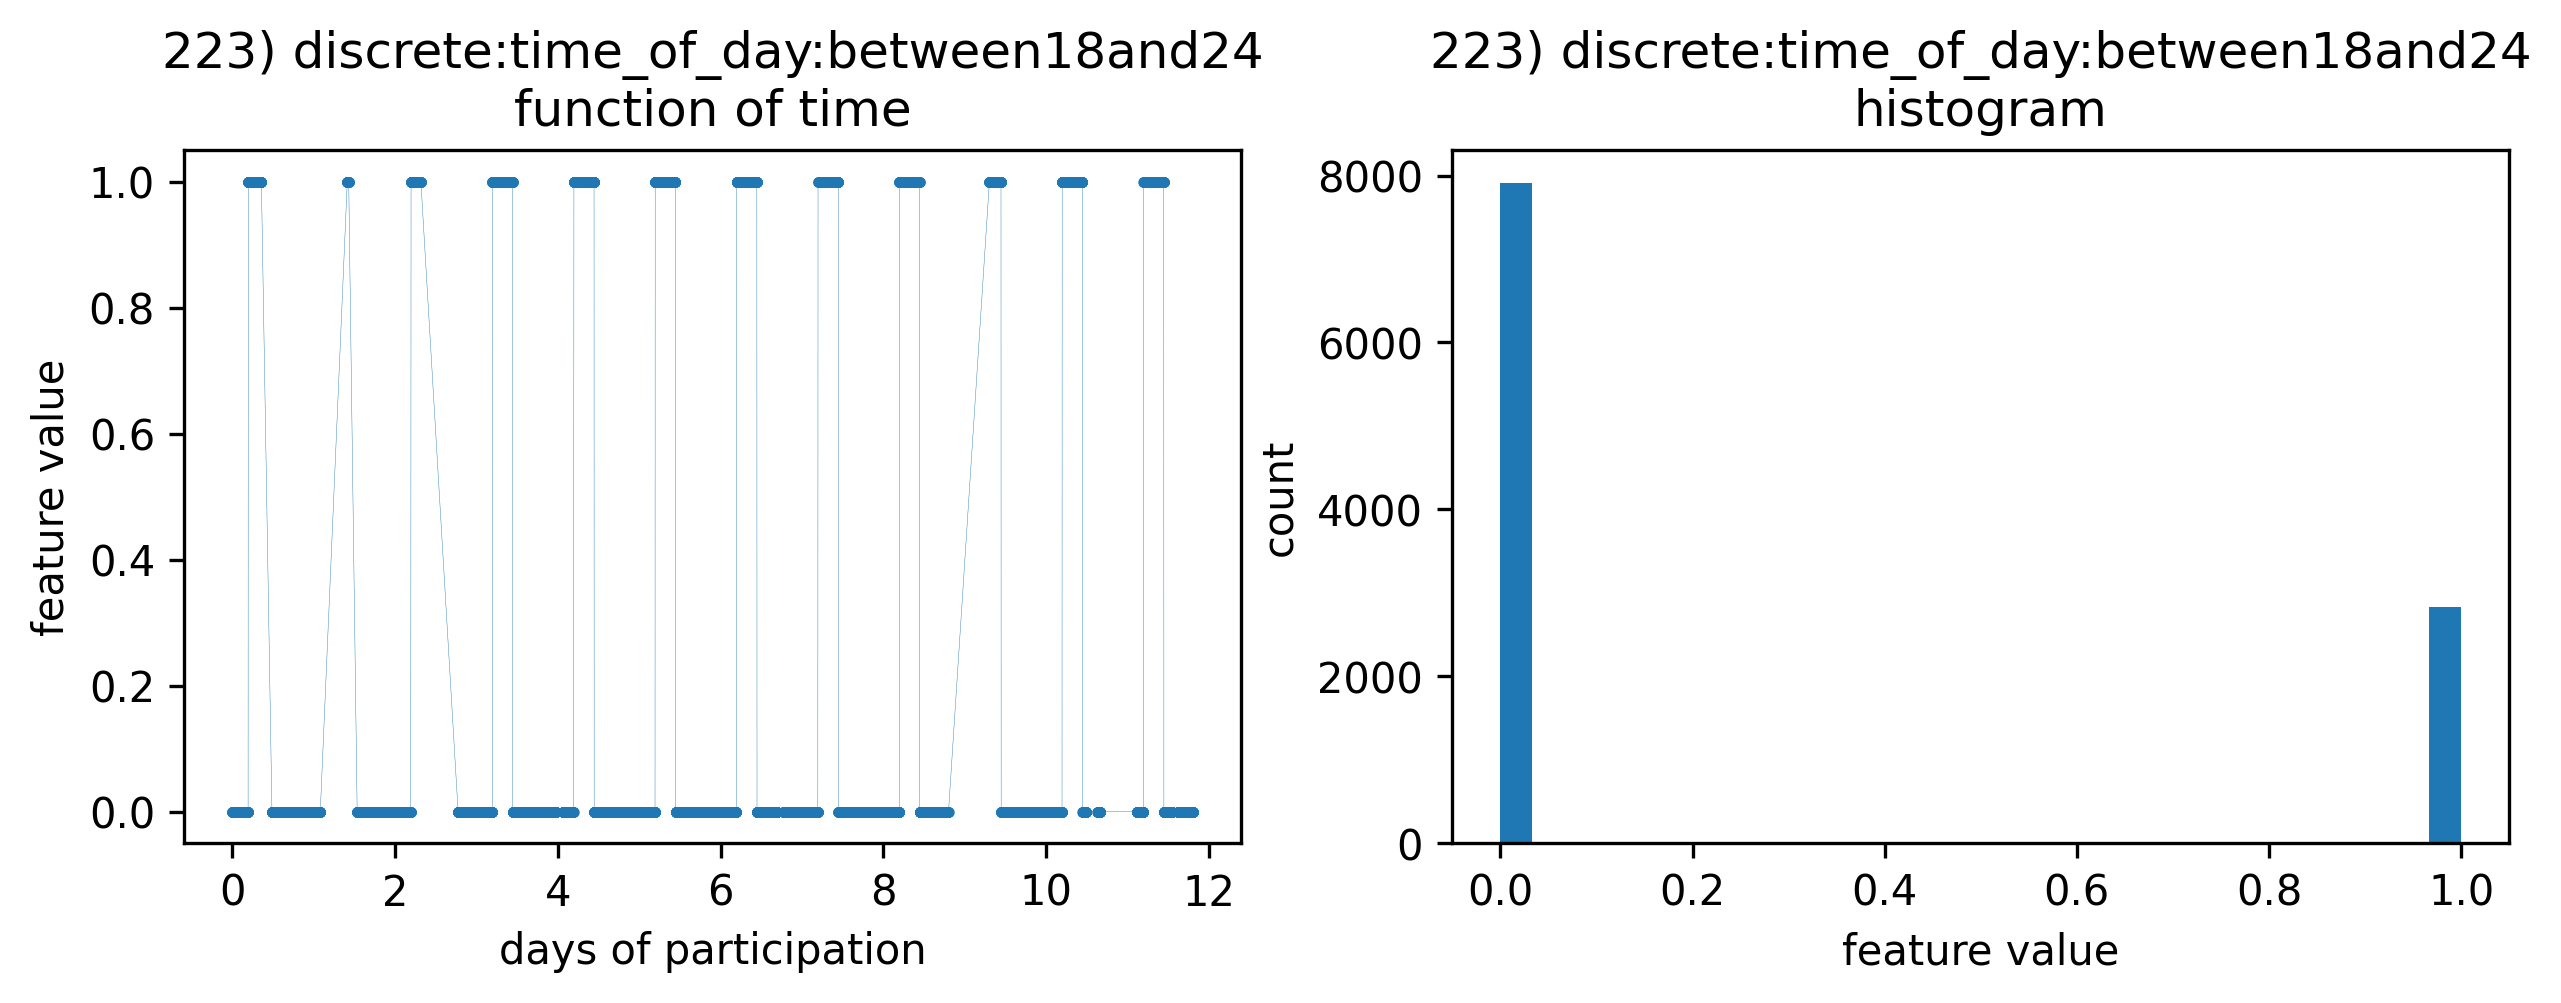 223) discrete:time_of_day:between18and24
function of time
1.0
0.8
0.6
0.4
0.2
0.0
feature value
0 2 4 6 8 10 12
days of participation
223) discrete:time_of_day:between18and24
histogram
8000
6000
4000
2000
0
count
0.0 0.2 0.4 0.6 0.8 1.0
feature value